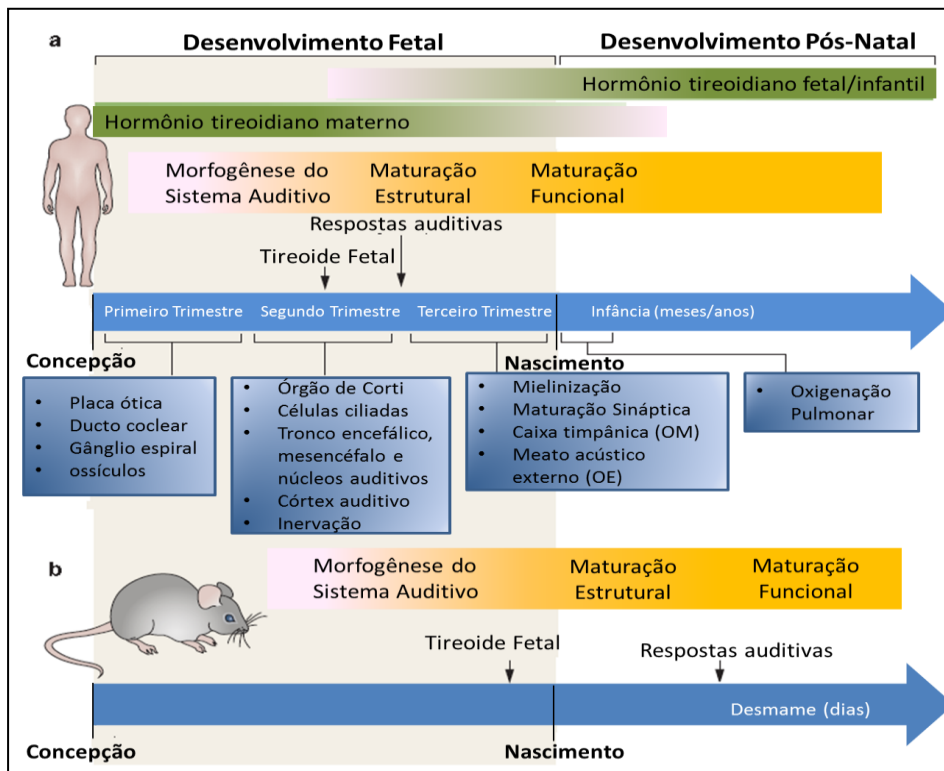 a
Desenvolvimento Fetal
Desenvolvimento Pós-Natal
Hormônio tireoidiano fetal/infantil
Hormônio tireoidiano materno
Morfogênese do
Sistema Auditivo
Maturação
Estrutural
Maturação
Funcional
Respostas auditivas
Tireoide Fetal
Primeiro Trimestre
Segundo Trimestre
Terceiro Trimestre
Infância (meses/anos)
Concepção
Nascimento
• Placa ótica
• Ducto coclear
• Gânglio espiral
• ossículos
• Órgão de Corti
• Células ciliadas
• Tronco encefálico,
mesencéfalo e
núcleos auditivos
• Córtex auditivo
• Inervação
• Mielinização
• Maturação Sináptica
• Caixa timpânica (OM)
• Meato acústico
externo (OE)
• Oxigenação
Pulmonar
b
Morfogênese do
Sistema Auditivo
Maturação
Estrutural
Maturação
Funcional
Tireoide Fetal
Respostas auditivas
Desmame (dias)
Concepção
Nascimento